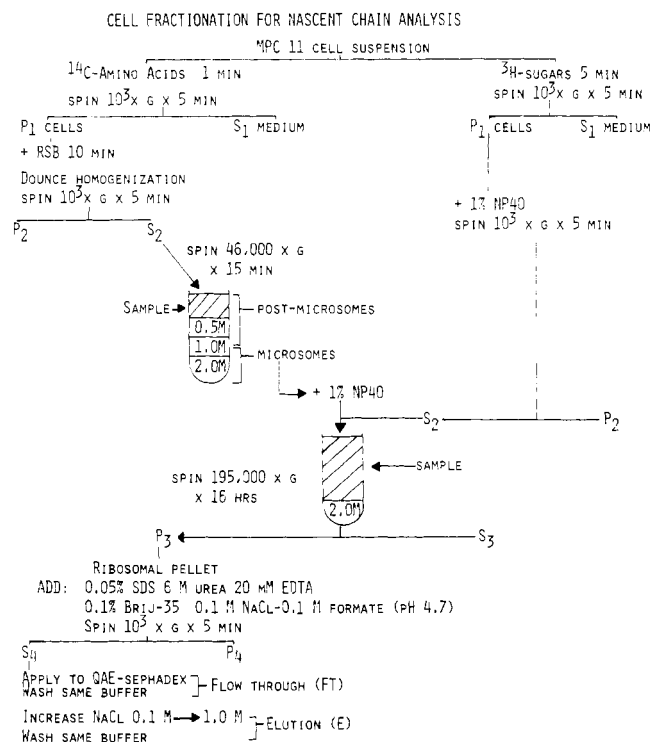 CELL FRACTIONATION FOR NASCENT CHAIN ANALYSIS
MPC 11 CELL SUSPENSION
14C-AMINO ACIDS 1 MIN
3H-SUGARS 5 MIN
SPIN 10³ X G X 5 MIN
SPIN 10³ X G X 5 MIN
P1 CELLS
S1 MEDIUM
P1 CELLS
S1 MEDIUM
+ RSB 10 MIN
DOUNCE HOMOGENIZATION
SPIN 10³ X G X 5 MIN
+ 1% NP40
SPIN 10³ X G X 5 MIN
P2
S2
SPIN 46,000 X G
X 15 MIN
SAMPLE
POST-MICROSOMES
0.5M
1.0M
MICROSOMES
2.0M
+ 1% NP40
S2
P2
SAMPLE
SPIN 195,000 X G
X 16 HRS
2.0M
P3
S3
RIBOSOMAL PELLET
ADD: 0.05% SDS 6 M UREA 20 MM EDTA
0.1% BRIJ-35 0.1 M NACL-0.1 M FORMATE (PH 4.7)
SPIN 10³ X G X 5 MIN
S4
P4
APPLY TO QAE-SEPHADEX
WASH SAME BUFFER
FLOW THROUGH (FT)
INCREASE NACL 0.1 M → 1.0 M
WASH SAME BUFFER
ELUTION (E)